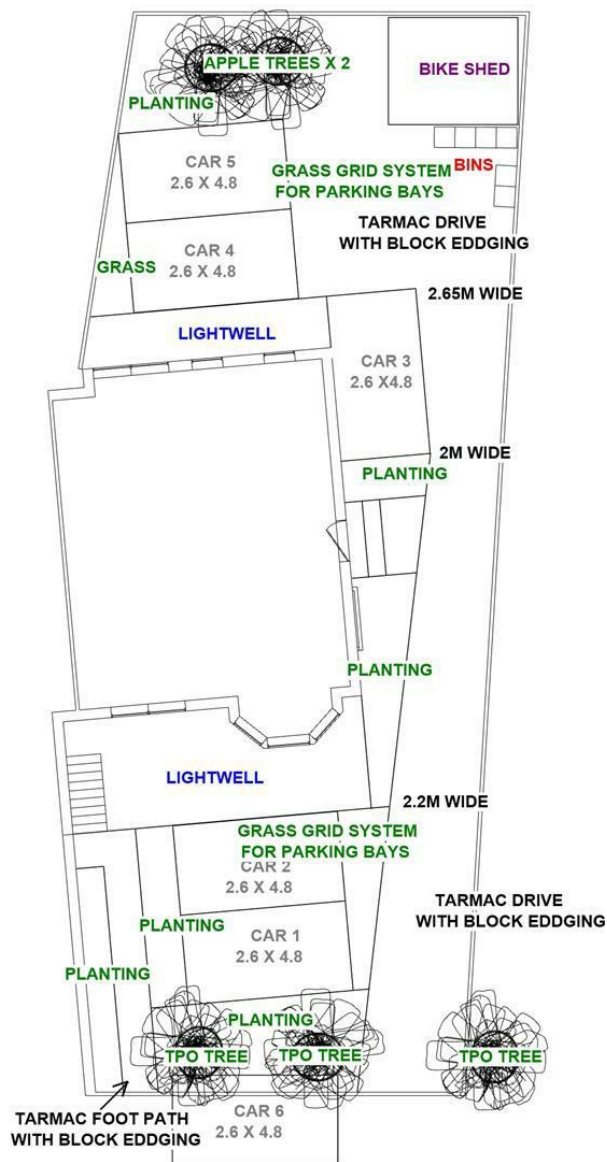 APPLE TREES X 2
BIKE SHED
PLANTING
CAR 5
2.6 X 4.8
GRASS GRID SYSTEM
FOR PARKING BAYS
BINS
TARMAC DRIVE
WITH BLOCK EDDGING
CAR 4
2.6 X 4.8
GRASS
2.65M WIDE
LIGHTWELL
CAR 3
2.6 X4.8
2M WIDE
PLANTING
PLANTING
LIGHTWELL
2.2M WIDE
GRASS GRID SYSTEM
FOR PARKING BAYS
CAR 2
2.6 X 4.8
TARMAC DRIVE
WITH BLOCK EDDGING
PLANTING
CAR 1
2.6 X 4.8
PLANTING
PLANTING
TPO TREE
TPO TREE
TPO TREE
TARMAC FOOT PATH
WITH BLOCK EDDGING
CAR 6
2.6 X 4.8